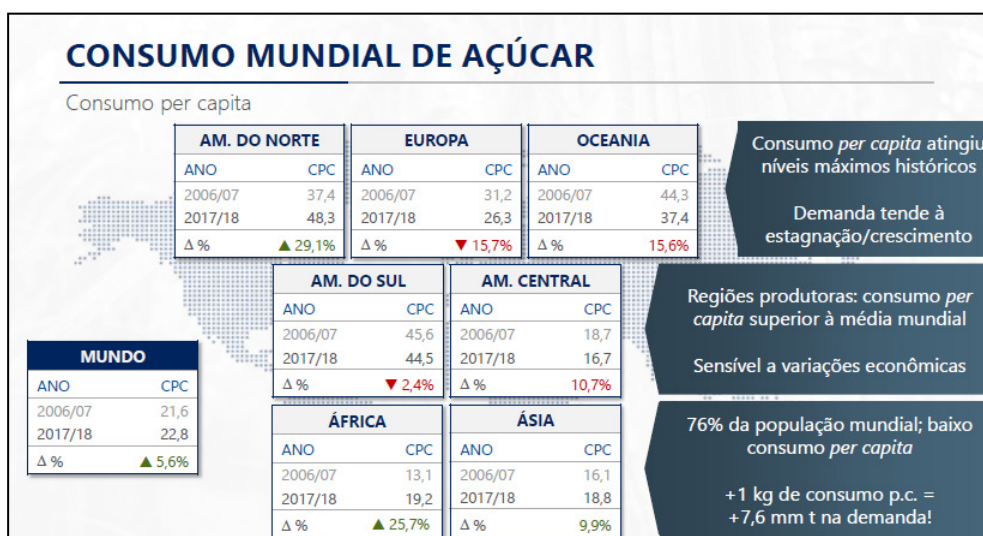 CONSUMO MUNDIAL DE AÇÚCAR
Consumo per capita
AM. DO NORTE
ANO CPC
2006/07 37,4
2017/18 48,3
Δ % ▲ 29,1%
EUROPA
ANO CPC
2006/07 31,2
2017/18 26,3
Δ % ▼ 15,7%
OCEANIA
ANO CPC
2006/07 44,3
2017/18 37,4
Δ % 15,6%
Consumo per capita atingiu
níveis máximos históricos
Demanda tende à
estagnação/crescimento
AM. DO SUL
ANO CPC
2006/07 45,6
2017/18 44,5
Δ % ▼ 2,4%
AM. CENTRAL
ANO CPC
2006/07 18,7
2017/18 16,7
Δ % 10,7%
Regiões produtoras: consumo per
capita superior à média mundial
Sensível a variações econômicas
MUNDO
ANO CPC
2006/07 21,6
2017/18 22,8
Δ % ▲ 5,6%
ÁFRICA
ANO CPC
2006/07 13,1
2017/18 19,2
Δ % ▲ 25,7%
ÁSIA
ANO CPC
2006/07 16,1
2017/18 18,8
Δ % 9,9%
76% da população mundial; baixo
consumo per capita
+1 kg de consumo p.c. =
+7,6 mm t na demanda!